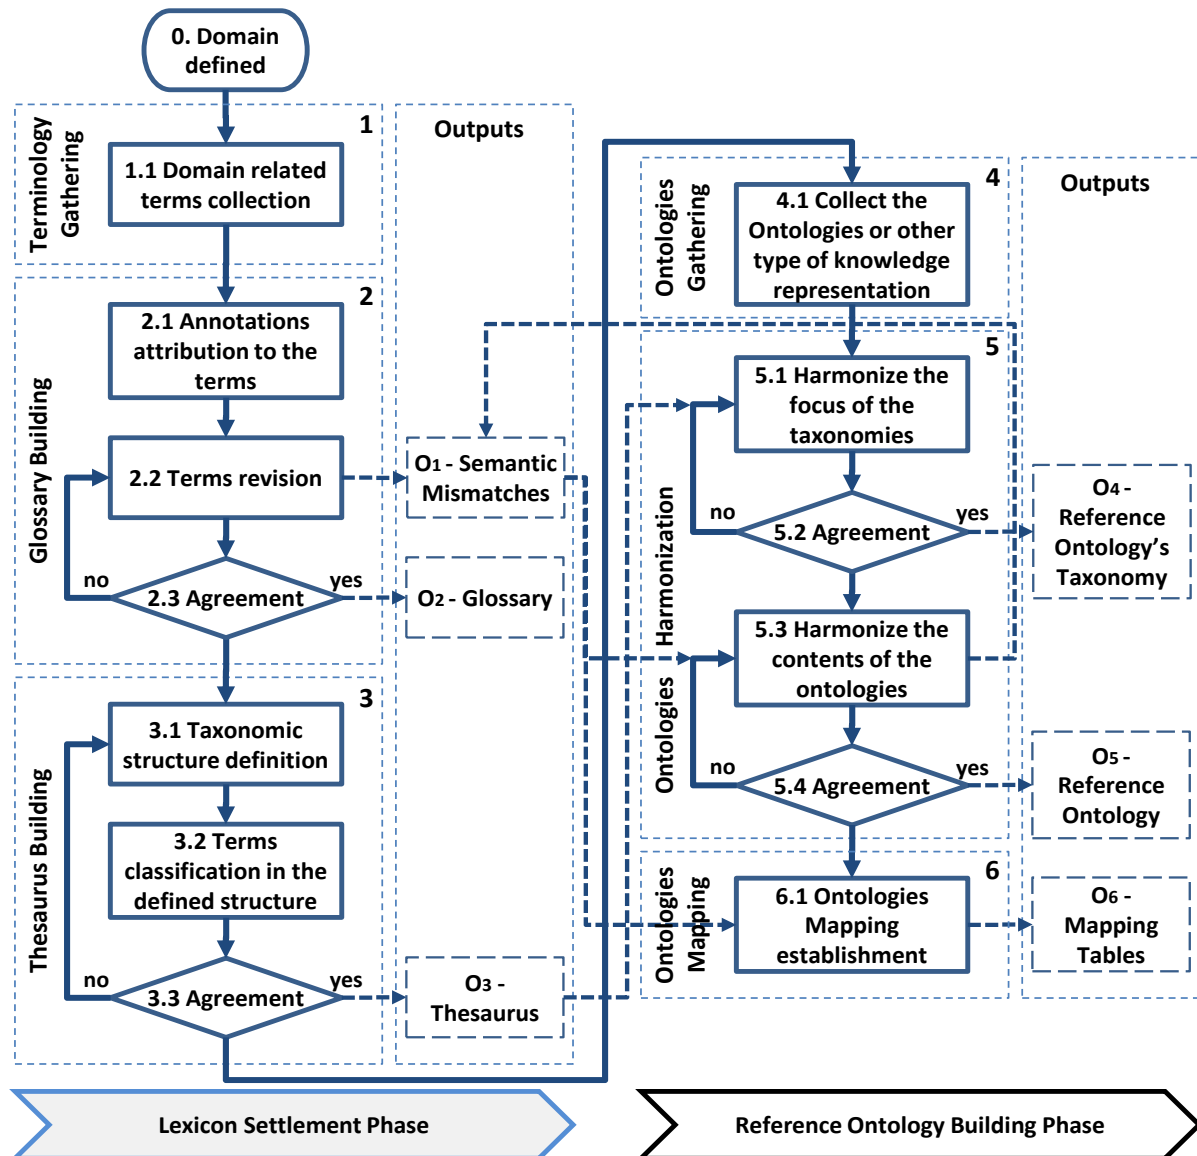 0. Domain
defined
Terminology
Gathering
1
1.1 Domain related
terms collection
Outputs
Glossary Building
2
2.1 Annotations
attribution to the
terms
2.2 Terms revision
no
2.3 Agreement
yes
O1 - Semantic
Mismatches
O2 - Glossary
Thesaurus Building
3
3.1 Taxonomic
structure definition
3.2 Terms
classification in the
defined structure
no
3.3 Agreement
yes
O3 -
Thesaurus
Lexicon Settlement Phase
Ontologies
Gathering
4
4.1 Collect the
Ontologies or other
type of knowledge
representation
Outputs
Ontologies Harmonization
5
5.1 Harmonize the
focus of the
taxonomies
no
5.2 Agreement
yes
O4 -
Reference
Ontology's
Taxonomy
5.3 Harmonize the
contents of the
ontologies
no
5.4 Agreement
yes
O5 -
Reference
Ontology
Ontologies
Mapping
6
6.1 Ontologies
Mapping
establishment
O6 -
Mapping
Tables
Reference Ontology Building Phase